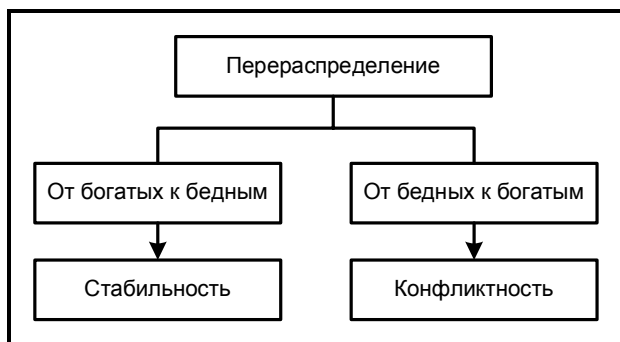 Перераспределение
От богатых к бедным
От бедных к богатым
Стабильность
Конфликтность